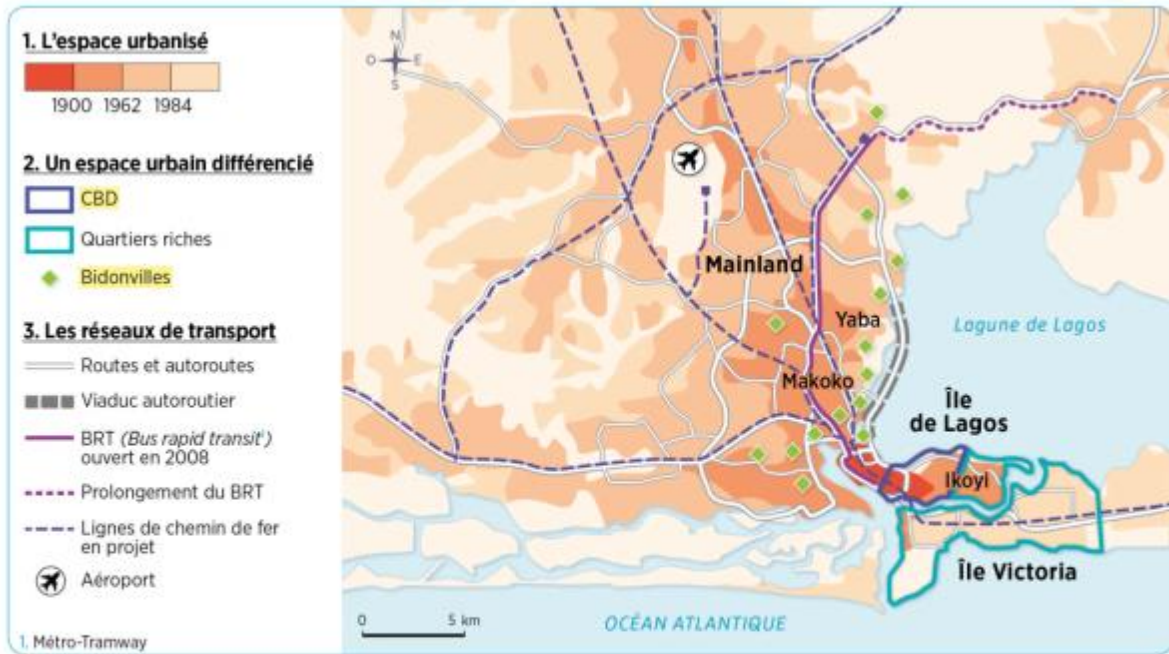 1. L'espace urbanisé
1900 1962 1984
2. Un espace urbain différencié
CBD
Quartiers riches
Bidonvilles
3. Les réseaux de transport
Routes et autoroutes
Viaduc autoroutier
BRT (Bus rapid transit¹)
ouvert en 2008
Prolongement du BRT
Lignes de chemin de fer
en projet
Aéroport
1. Métro-Tramway
N
O E
S
Mainland
Yaba
Lagune de Lagos
Makoko
Île
de Lagos
Ikoyi
Île Victoria
0 5 km
OCÉAN ATLANTIQUE